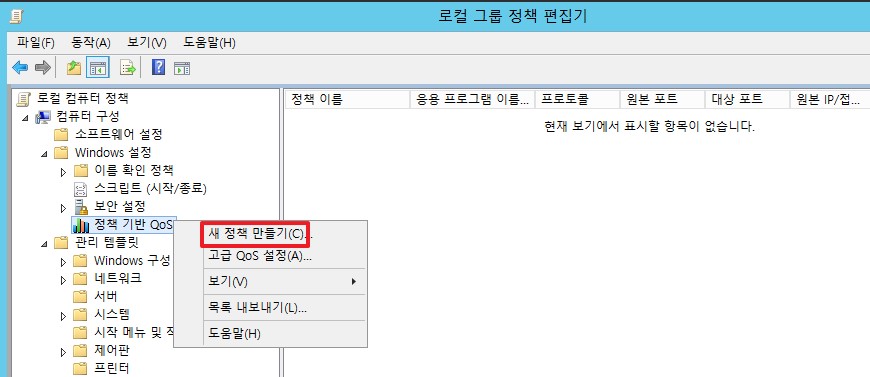 로컬 그룹 정책 편집기
파일(F) 동작(A) 보기(V) 도움말(H)
로컬 컴퓨터 정책
컴퓨터 구성
소프트웨어 설정
Windows 설정
이름 확인 정책
스크립트 (시작/종료)
보안 설정
정책 기반 QoS
관리 템플릿
Windows 구성
네트워크
서버
시스템
시작 메뉴 및 작
제어판
프린터
새 정책 만들기(C)...
고급 QoS 설정(A)...
보기(V)
목록 내보내기(L)...
도움말(H)
정책 이름 응용 프로그램 이름... 프로토콜 원본 포트 대상 포트 원본 IP/접...
현재 보기에서 표시할 항목이 없습니다.